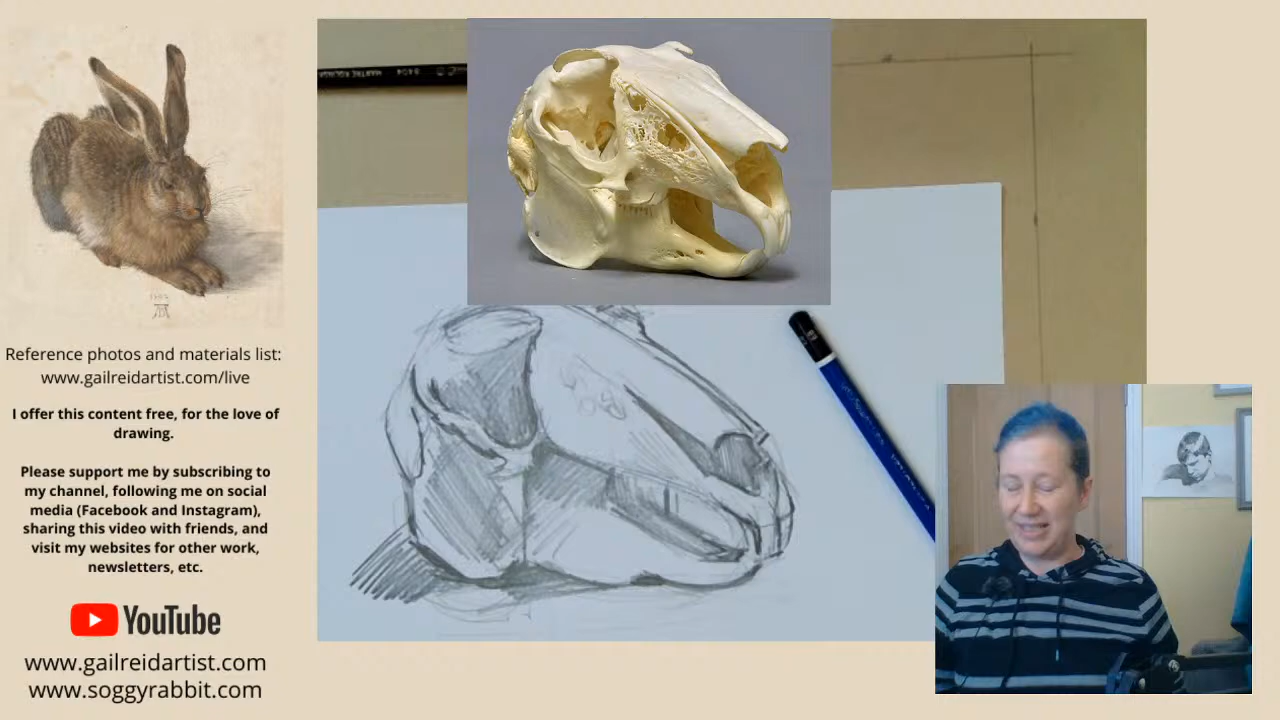 Reference photos and materials list:
www.gailreidartist.com/live
I offer this content free, for the love of
drawing.
Please support me by subscribing to
my channel, following me on social
media (Facebook and Instagram),
sharing this video with friends, and
visit my websites for other work,
newsletters, etc.
YouTube
www.gailreidartist.com
www.soggyrabbit.com